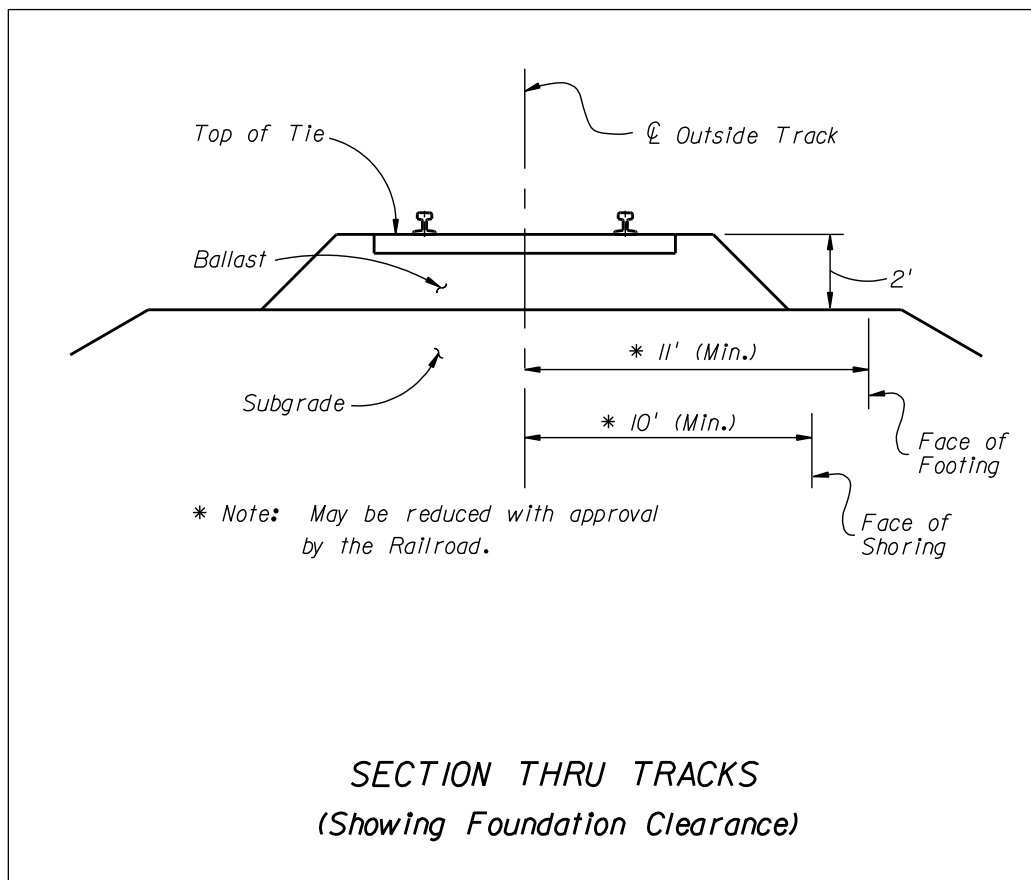 Top of Tie
℄ Outside Track
Ballast
2'
* 11' (Min.)
Subgrade
* 10' (Min.)
Face of
Footing
* Note: May be reduced with approval
by the Railroad.
Face of
Shoring
SECTION THRU TRACKS
(Showing Foundation Clearance)